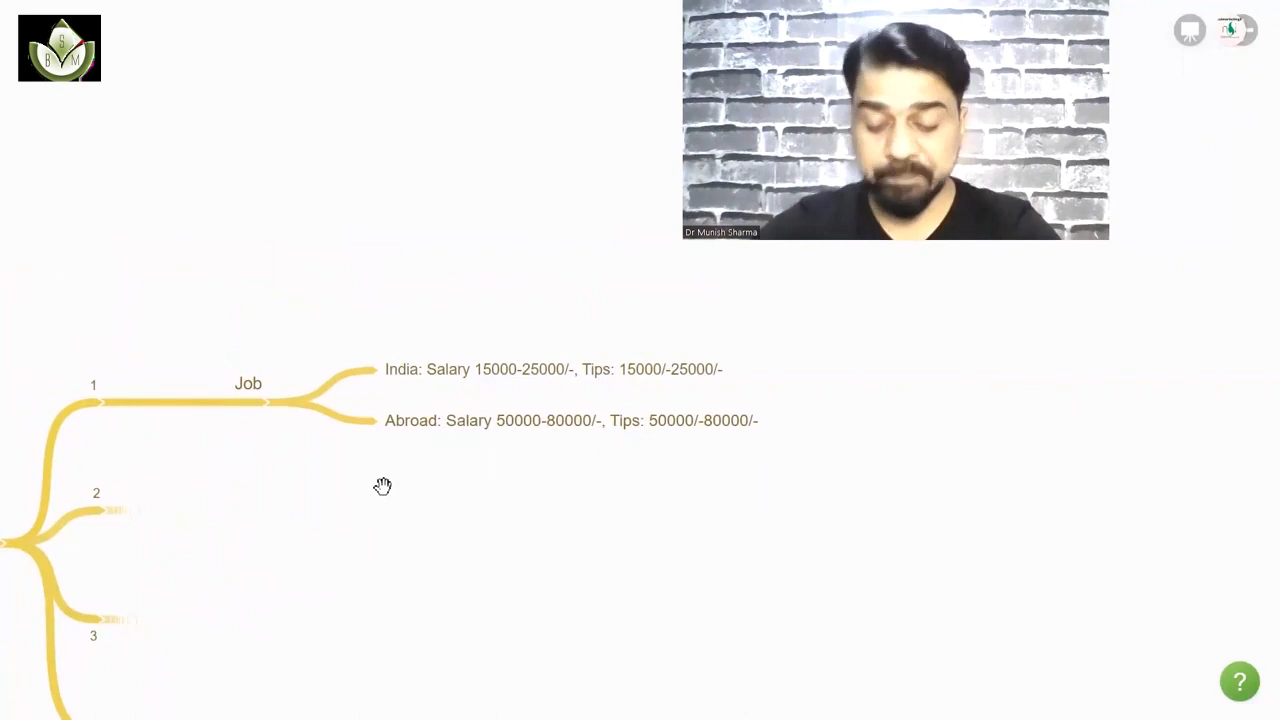 S
B M
Dr Munish Sharma
1
Job
India: Salary 15000-25000/-, Tips: 15000/-25000/-
Abroad: Salary 50000-80000/-, Tips: 50000/-80000/-
2
3
?